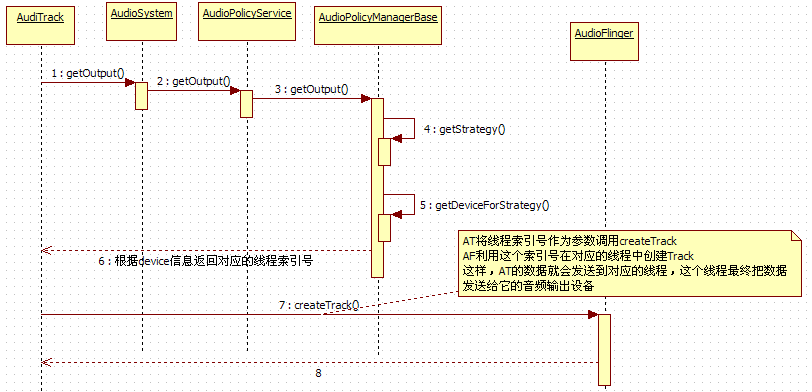 AudiTrack
AudioSystem
AudioPolicyService
AudioPolicyManagerBase
AudioFlinger
1 : getOutput()
2 : getOutput()
3 : getOutput()
4 : getStrategy()
5 : getDeviceForStrategy()
6 : 根据device信息返回对应的线程索引号
AT将线程索引号作为参数调用createTrack
AF利用这个索引号在对应的线程中创建Track
这样，AT的数据就会发送到对应的线程，这个线程最终把数据
发送给它的音频输出设备
7 : createTrack()
8